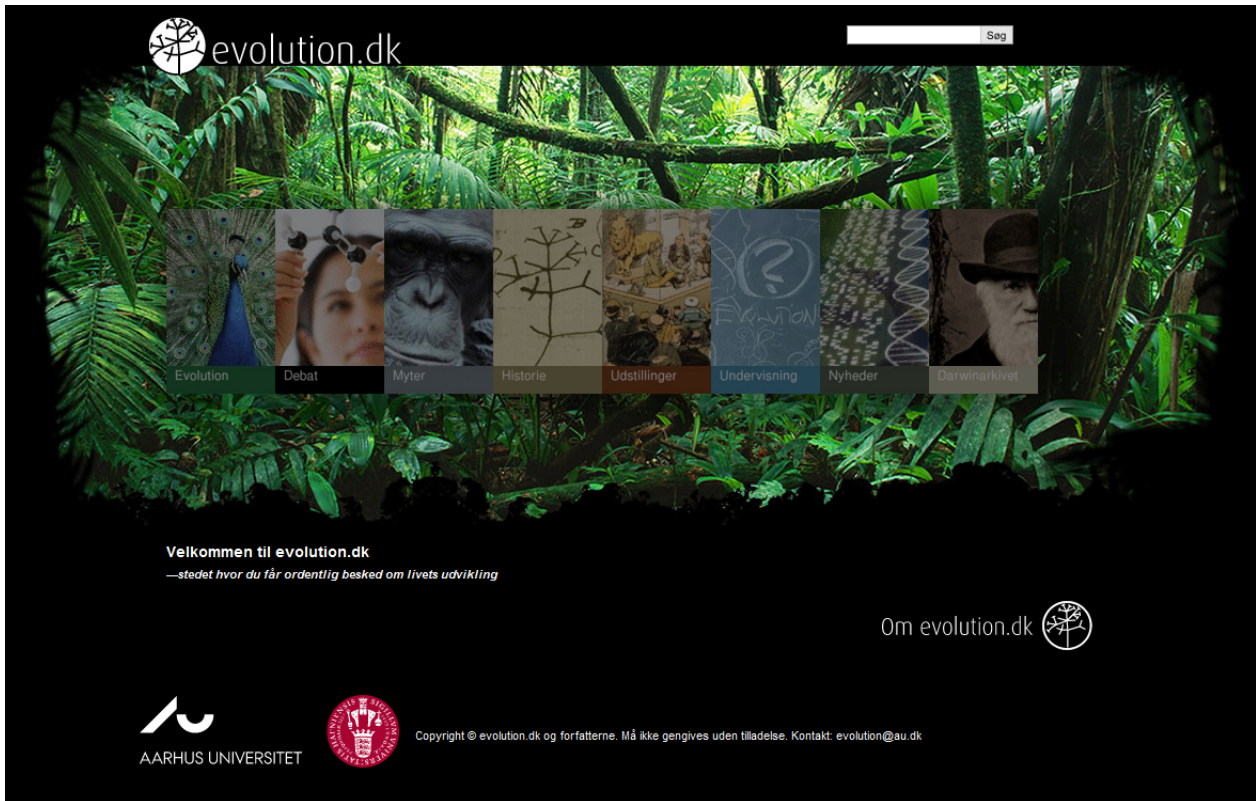 evolution.dk
Søg
Evolution
Debat
Myter
Historie
Udstillinger
Undervisning
Nyheder
Darwinarkivet
B
C
?
EVOLUTION
Velkommen til evolution.dk
—stedet hvor du får ordentlig besked om livets udvikling
Om evolution.dk
AARHUS UNIVERSITET
Copyright © evolution.dk og forfatterne. Må ikke gengives uden tilladelse. Kontakt: evolution@au.dk